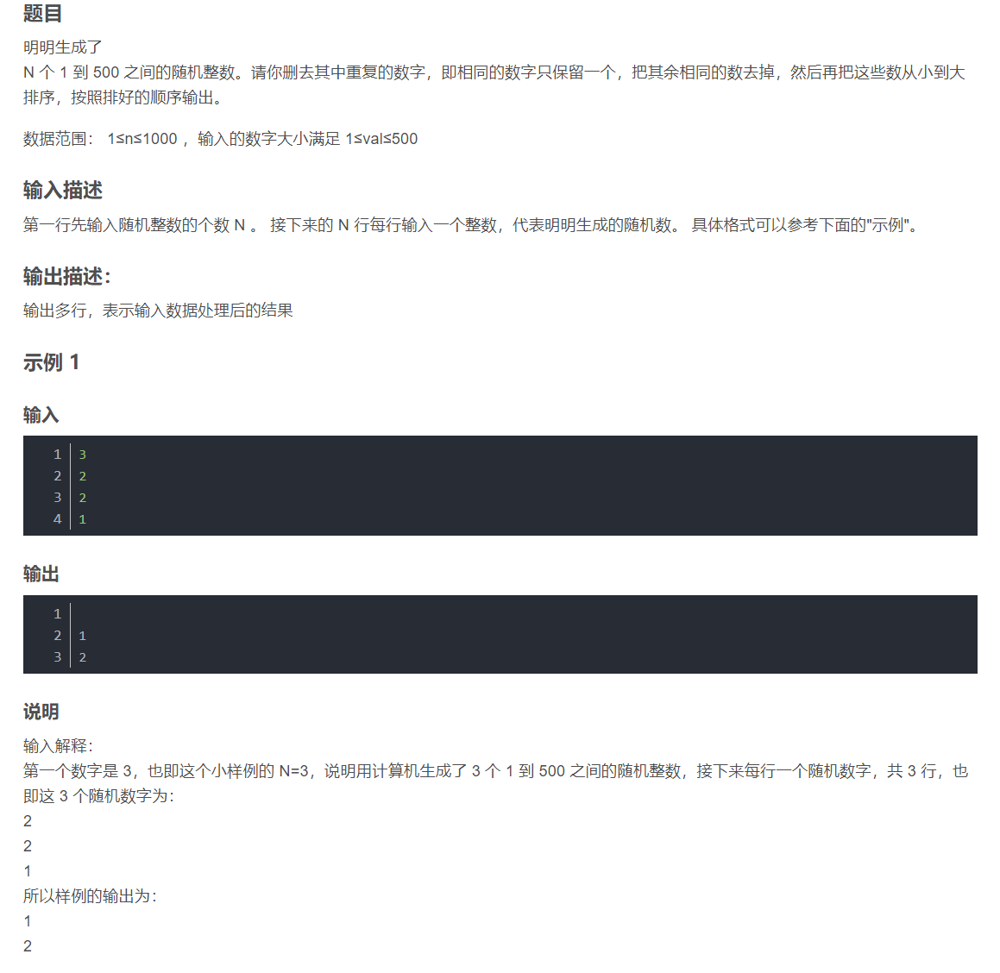 题目
明明生成了
N 个 1 到 500 之间的随机整数。请你删去其中重复的数字，即相同的数字只保留一个，把其余相同的数去掉，然后再把这些数从小到大
排序，按照排好的顺序输出。
数据范围： 1≤n≤1000 ，输入的数字大小满足 1≤val≤500
输入描述
第一行先输入随机整数的个数 N 。 接下来的 N 行每行输入一个整数，代表明明生成的随机数。 具体格式可以参考下面的"示例"。
输出描述：
输出多行，表示输入数据处理后的结果
示例 1
输入
1 3
2 2
3 2
4 1
输出
1
2 1
3 2
说明
输入解释：
第一个数字是 3，也即这个小样例的 N=3，说明用计算机生成了 3 个 1 到 500 之间的随机整数，接下来每行一个随机数字，共 3 行，也
即这 3 个随机数字为：
2
2
1
所以样例的输出为：
1
2